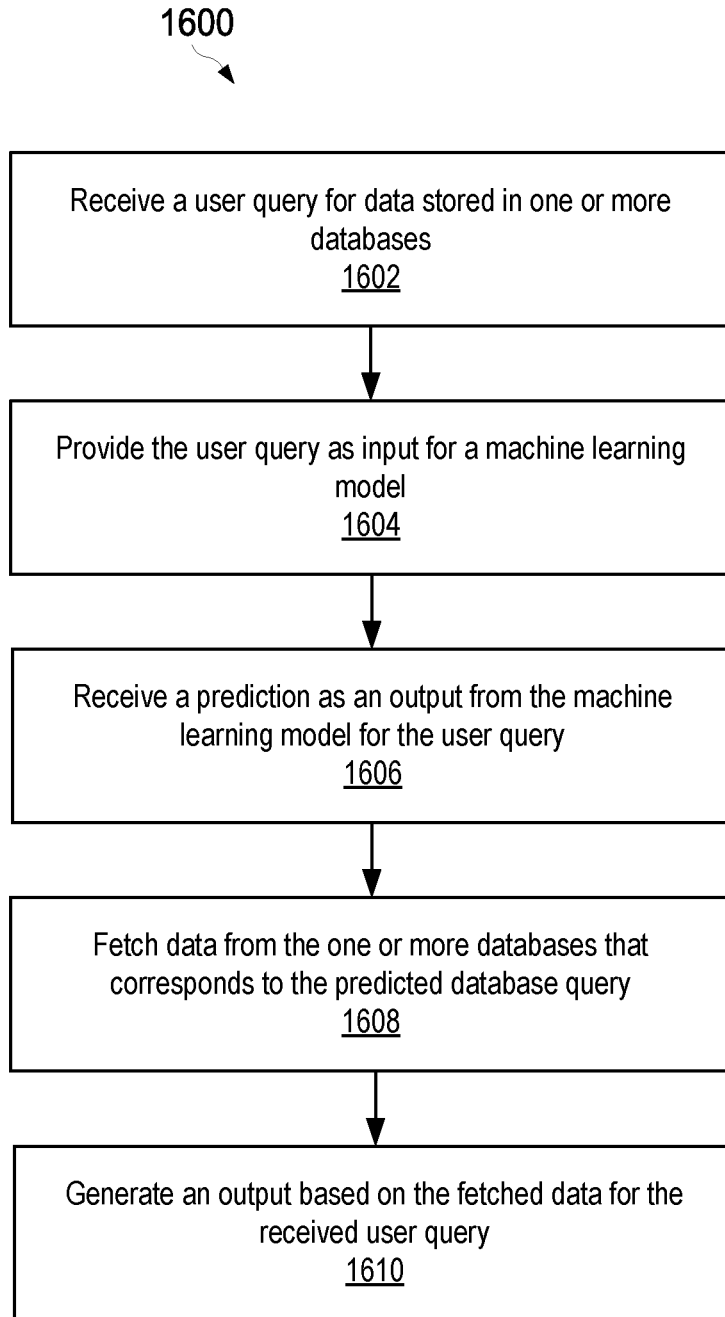 1600
Receive a user query for data stored in one or more
databases
1602
Provide the user query as input for a machine learning
model
1604
Receive a prediction as an output from the machine
learning model for the user query
1606
Fetch data from the one or more databases that
corresponds to the predicted database query
1608
Generate an output based on the fetched data for the
received user query
1610